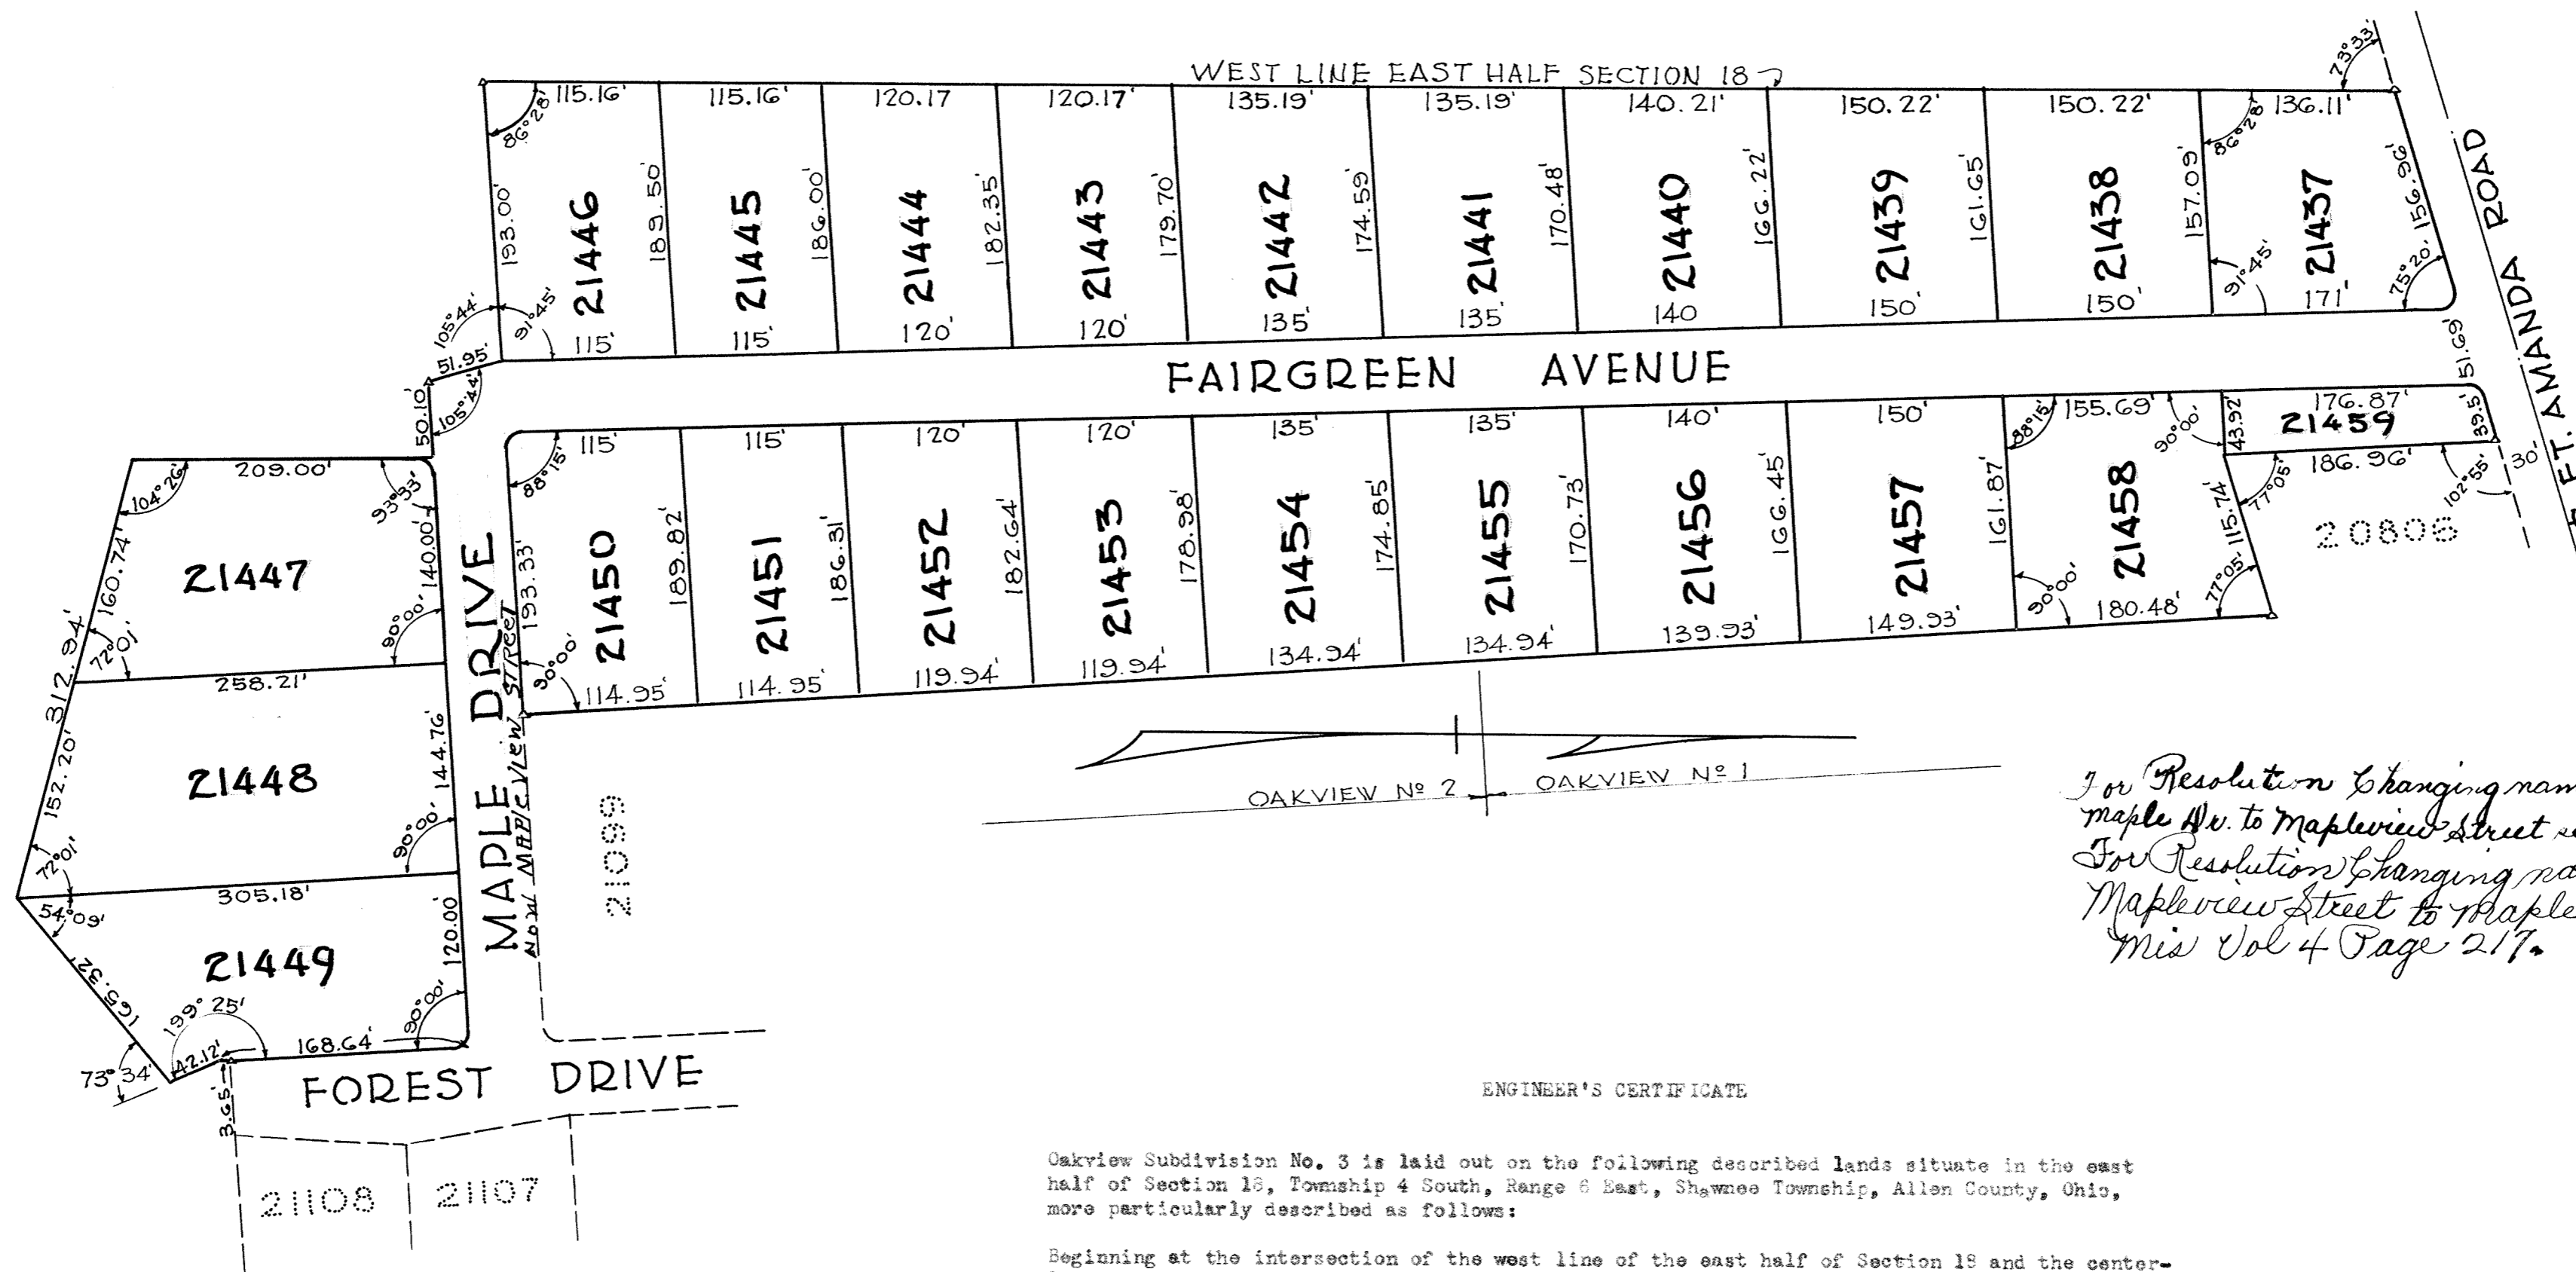 WEST LINE EAST HALF SECTION 18
73°33'
115.16' 115.16' 120.17 120.17' 135.19' 135.19' 140.21' 150.22' 150.22' 136.11'
86°28' 86°28'
193.00' 189.50' 186.00' 182.35' 179.70' 174.59' 170.48' 166.22' 161.65' 157.09' 156.96'
21446 21445 21444 21443 21442 21441 21440 21439 21438 21437
105°44' 91°45' 91°45' 75°20'
115' 115' 120' 120' 135' 135' 140 150' 150' 171'
51.95'
50.10'
105°44'
FAIRGREEN AVENUE
51.69'
FT. AMANDA ROAD
115' 115' 120' 120' 135' 135' 140' 150' 155.69' 176.87'
88°15' 88°15' 90°00' 43.92' 21459 39.5'
186.96' 30'
77°05' 102°55'
193.33' 189.82' 186.31' 182.64' 178.98' 174.85' 170.73' 166.45' 161.87' 115.74'
21450 21451 21452 21453 21454 21455 21456 21457 21458
20806
90°00' 90°00' 77°05'
114.95' 114.95' 119.94' 119.94' 134.94' 134.94' 139.93' 149.93' 180.48'
209.00'
104°26' 93°33'
160.74' 140.00'
21447
312.94'
72°01' 90°00'
258.21'
152.20' 144.76'
21448
72°01' 90°00'
305.18'
54°09' 120.00'
21449
165.32'
199°25' 90°00'
168.64'
42.12'
73°34'
3.65'
MAPLE DRIVE
NOW MAPLEVIEW STREET
21099
FOREST DRIVE
21108 21107
OAKVIEW Nº 2 OAKVIEW Nº 1
For Resolution Changing nam
maple Dr. to Mapleview Street se
For Resolution Changing na
Mapleview Street to Maple
Mis Vol 4 Page 217.
ENGINEER'S CERTIFICATE
Oakview Subdivision No. 3 is laid out on the following described lands situate in the east
half of Section 18, Township 4 South, Range 6 East, Shawnee Township, Allen County, Ohio,
more particularly described as follows:
Beginning at the intersection of the west line of the east half of Section 18 and the center-